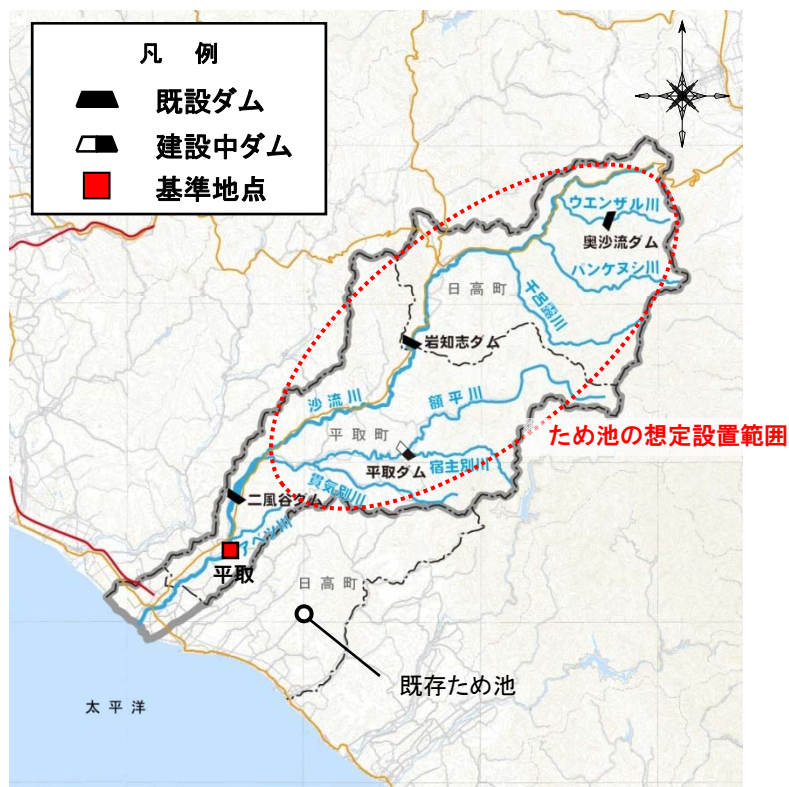 凡 例
既設ダム
建設中ダム
基準地点
ウエンザル川
奥沙流ダム
パンケヌシ川
日高町
千呂露川
岩知志ダム
沙流川
額平川
平取町
ため池の想定設置範囲
平取ダム
宿主別川
貫気別川
二風谷ダム
アベツ川
平取
日高町
既存ため池
太平洋